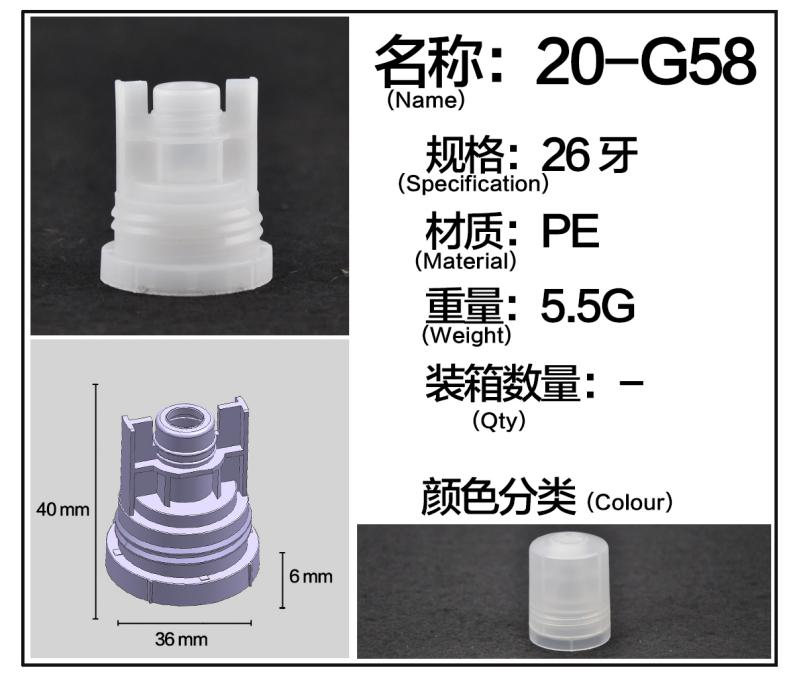 名称：20-G58
(Name)
规格：26 牙
(Specification)
材质：PE
(Material)
重量：5.5G
(Weight)
装箱数量：-
(Qty)
颜色分类 (Colour)
40 mm
6 mm
36 mm